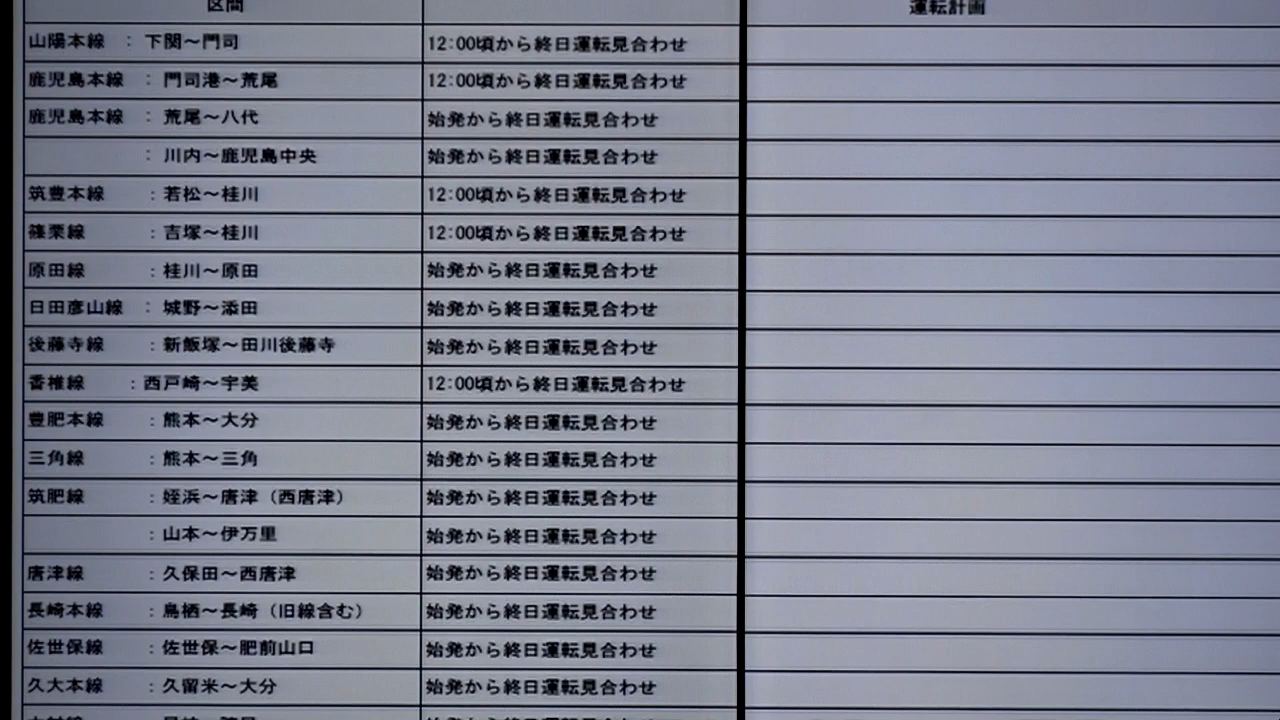 区間 運転計画
山陽本線 : 下関~門司 12:00頃から終日運転見合わせ
鹿児島本線 : 門司港~荒尾 12:00頃から終日運転見合わせ
鹿児島本線 : 荒尾~八代 始発から終日運転見合わせ
: 川内~鹿児島中央 始発から終日運転見合わせ
筑豊本線 : 若松~桂川 12:00頃から終日運転見合わせ
篠栗線 : 吉塚~桂川 12:00頃から終日運転見合わせ
原田線 : 桂川~原田 始発から終日運転見合わせ
日田彦山線 : 城野~添田 始発から終日運転見合わせ
後藤寺線 : 新飯塚~田川後藤寺 始発から終日運転見合わせ
香椎線 : 西戸崎~宇美 12:00頃から終日運転見合わせ
豊肥本線 : 熊本~大分 始発から終日運転見合わせ
三角線 : 熊本~三角 始発から終日運転見合わせ
筑肥線 : 姪浜~唐津(西唐津) 始発から終日運転見合わせ
: 山本~伊万里 始発から終日運転見合わせ
唐津線 : 久保田~西唐津 始発から終日運転見合わせ
長崎本線 : 鳥栖~長崎(旧線含む) 始発から終日運転見合わせ
佐世保線 : 佐世保~肥前山口 始発から終日運転見合わせ
久大本線 : 久留米~大分 始発から終日運転見合わせ